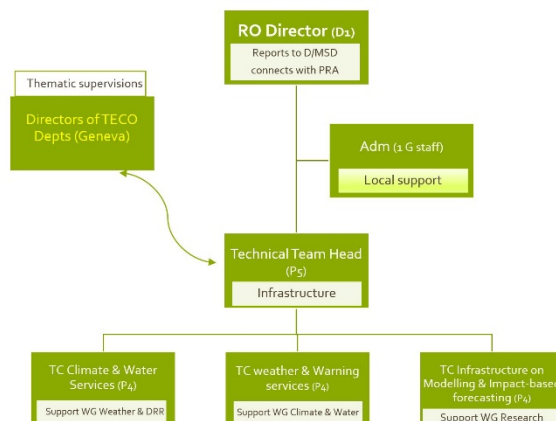 RO Director (D1)
Reports to D/MSD
connects with PRA
Thematic supervisions
Directors of TECO
Depts (Geneva)
Adm (1 G staff)
Local support
Technical Team Head
(P5)
Infrastructure
TC Climate & Water
Services (P4)
Support WG Weather & DRR
TC weather & Warning
services (P4)
Support WG Climate & Water
TC Infrastructure on
Modelling & Impact-based
forecasting (P4)
Support WG Research